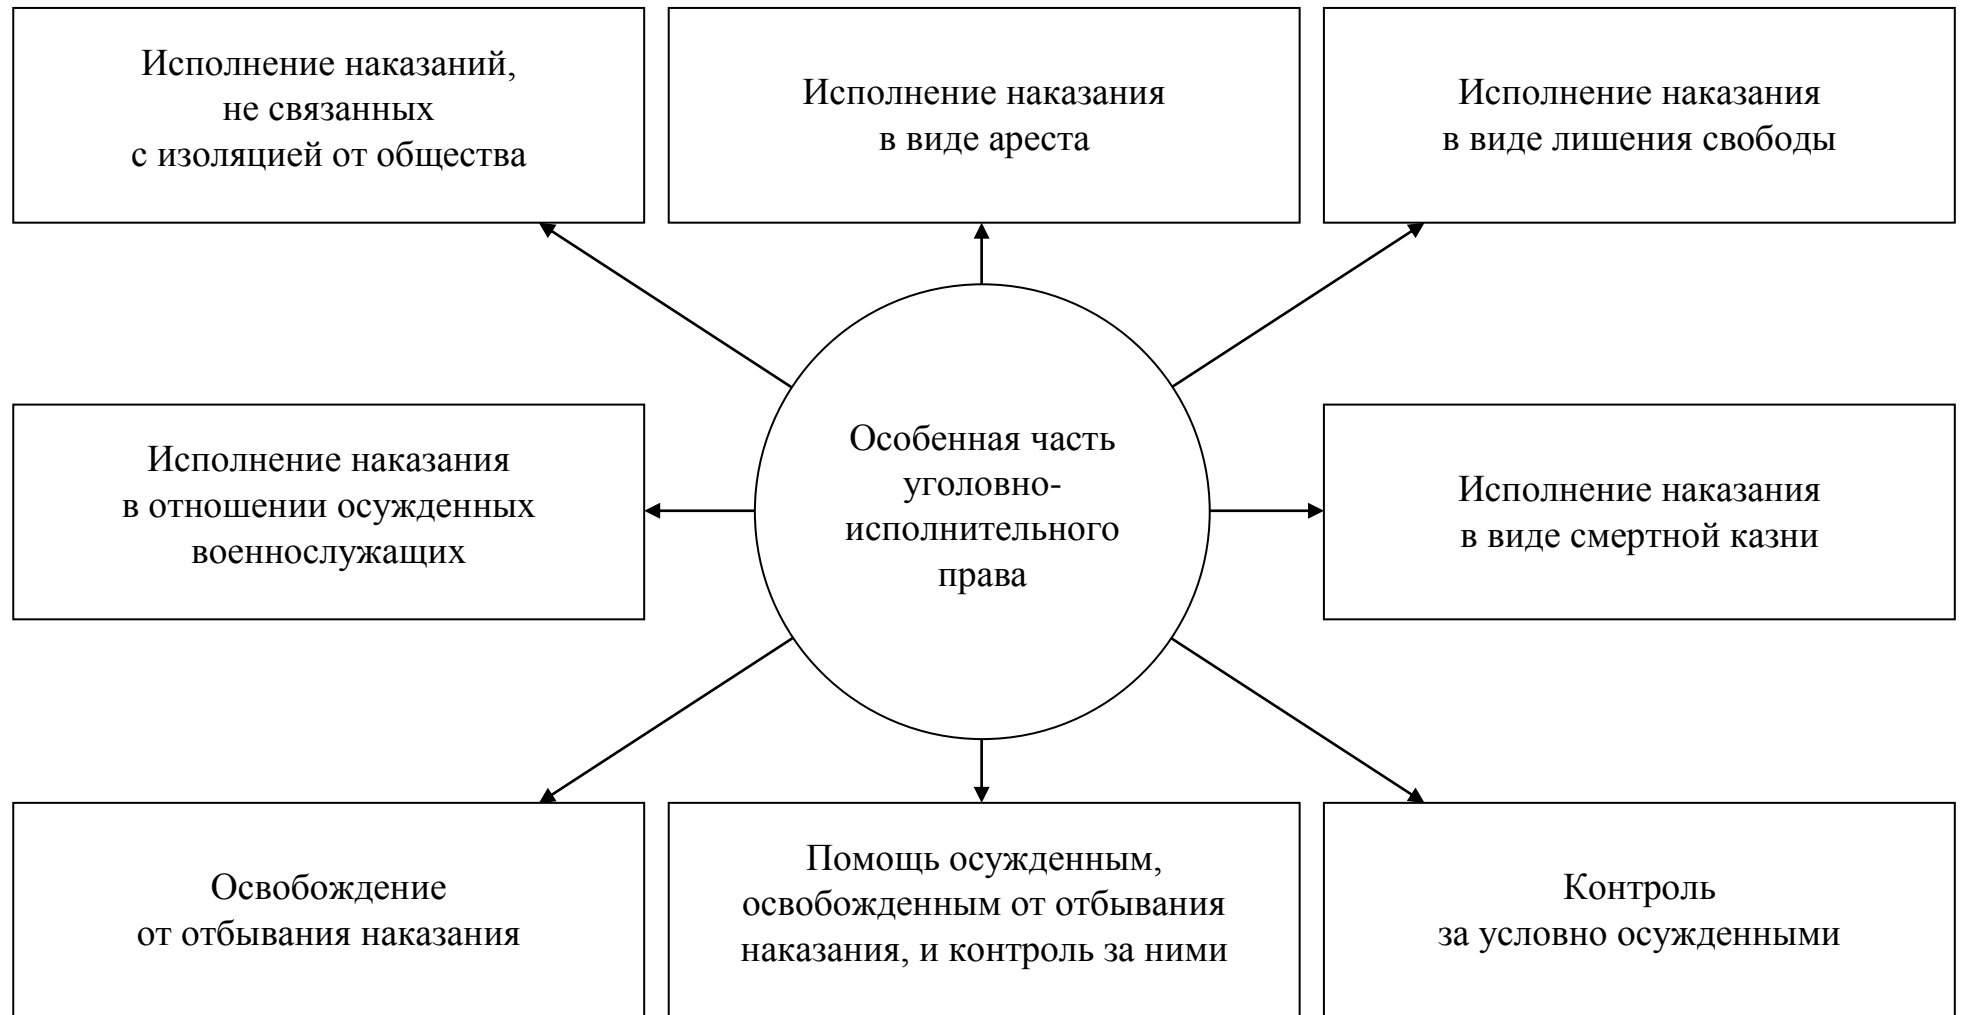 Исполнение наказаний,
не связанных
с изоляцией от общества
Исполнение наказания
в виде ареста
Исполнение наказания
в виде лишения свободы
Исполнение наказания
в отношении осужденных
военнослужащих
Особенная часть
уголовно-
исполнительного
права
Исполнение наказания
в виде смертной казни
Освобождение
от отбывания наказания
Помощь осужденным,
освобожденным от отбывания
наказания, и контроль за ними
Контроль
за условно осужденными